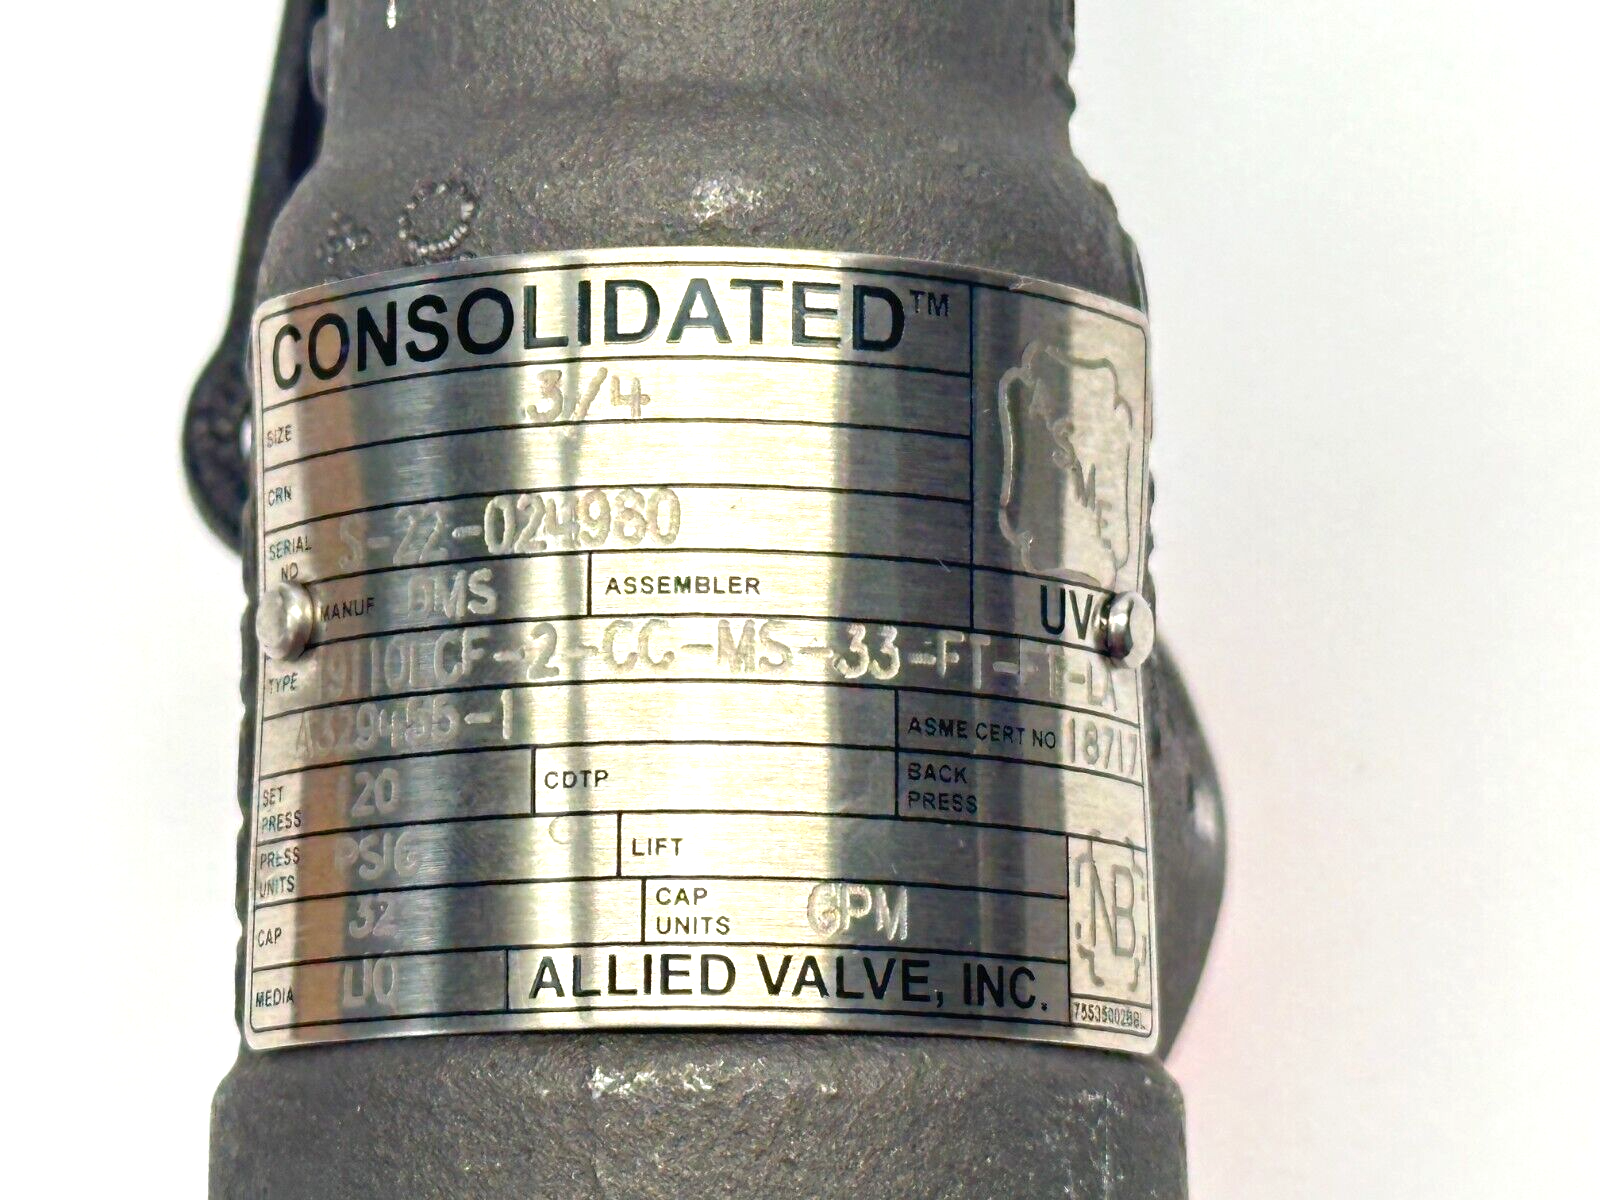 CONSOLIDATED™
SIZE 3/4
CRN
SERIAL NO S-22-024980
MANUF DMS ASSEMBLER
ASME
UV
TYPE 19110LCF-2-CC-MS-33-FT-FT-LA
A329455-1 ASME CERT NO 18717
SET PRESS 120 CDTP BACK PRESS
PRESS UNITS PSIG LIFT
CAP 32 CAP UNITS GPM
NB
MEDIA LIQ ALLIED VALVE, INC.